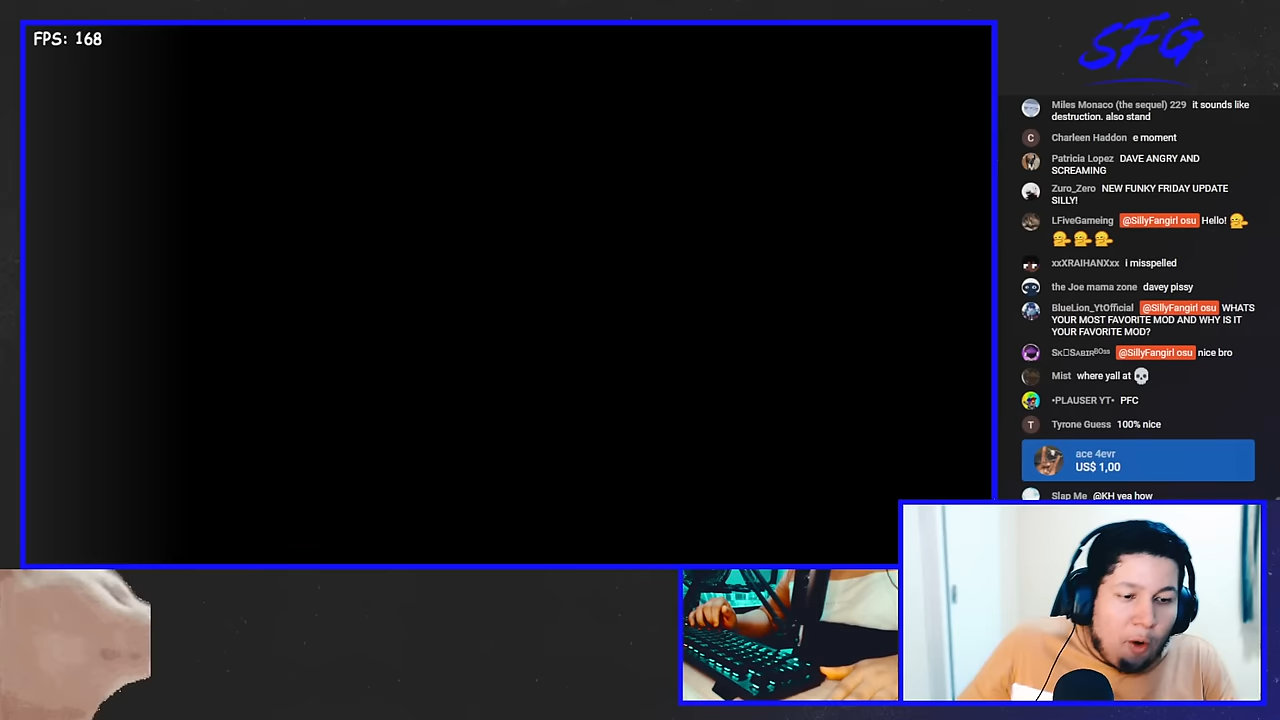 FPS: 168
SFG
Miles Monaco (the sequel) 229 it sounds like
destruction. also stand
C Charleen Haddon e moment
Patricia Lopez DAVE ANGRY AND
SCREAMING
Zuro_Zero NEW FUNKY FRIDAY UPDATE
SILLY!
LFiveGameing @SillyFangirl osu Hello!
xxXRAIHANXxx i misspelled
the Joe mama zone davey pissy
BlueLion_YtOfficial @SillyFangirl osu WHATS
YOUR MOST FAVORITE MOD AND WHY IS IT
YOUR FAVORITE MOD?
Sᴋ□Sᴀʙɪʀᴮᴼˢˢ @SillyFangirl osu nice bro
Mist where yall at
•PLAUSER YT• PFC
T Tyrone Guess 100% nice
ace 4evr
US$ 1,00
Slap Me @KH yea how